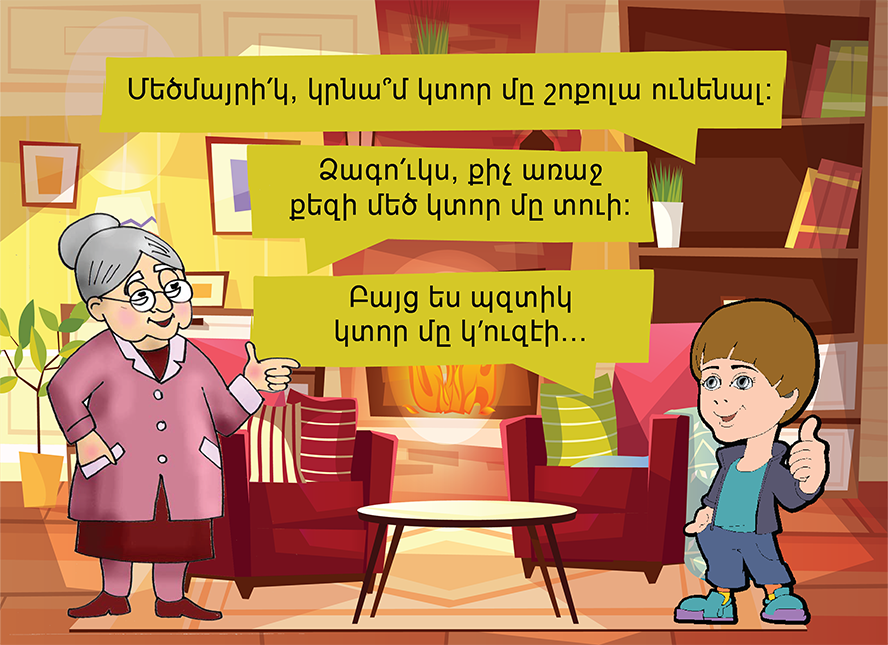 Մեծմայրի՛կ, կրնա՞մ կտոր մը շոքոլա ունենալ:
Ձագո՛ւկս, քիչ առաջ
քեզի մեծ կտոր մը տուի:
Բայց ես պզտիկ
կտոր մը կ՛ուզէի...